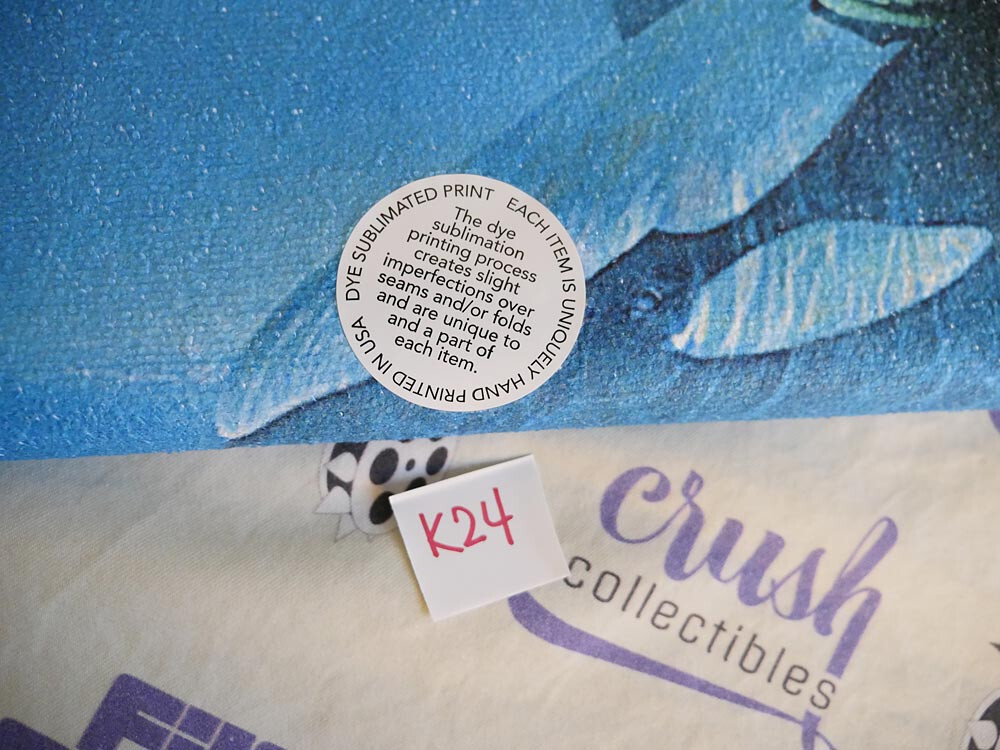 DYE SUBLIMATED PRINT
EACH ITEM IS UNIQUELY HAND PRINTED IN USA
The dye
sublimation
printing process
creates slight
imperfections over
seams and/or folds
and are unique to
and a part of
each item.
K24
crush
collectibles